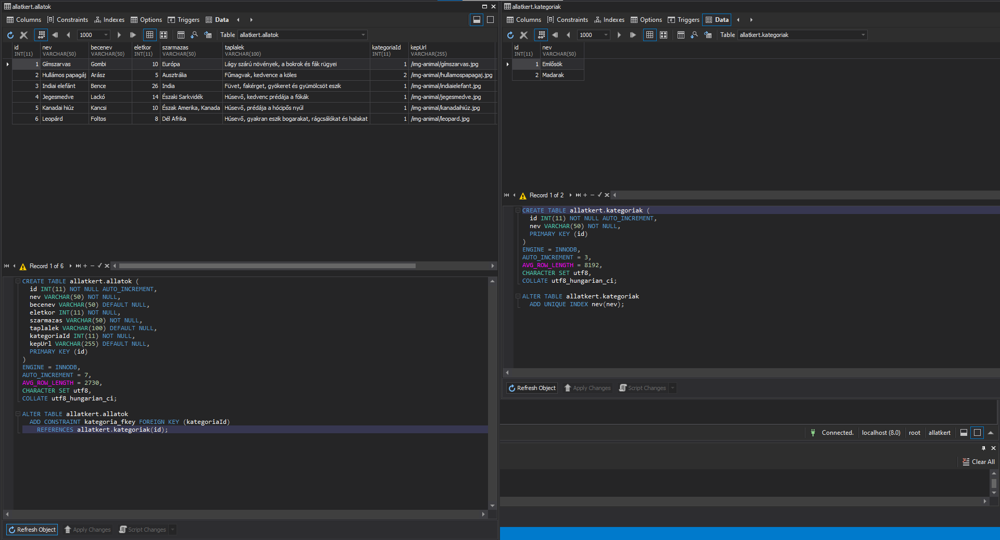 allatkert.allatok
Columns Constraints Indexes Options Triggers Data
1000 Table allatkert.allatok
id nev becenev eletkor szarmazas taplalek kategoriaId kepUrl
INT(11) VARCHAR(50) VARCHAR(50) INT(11) VARCHAR(50) VARCHAR(100) INT(11) VARCHAR(255)
1 Gímszarvas Gombi 10 Európa Lágy szárú növények, a bokrok és fák rügyei 1 /img-animal/gímszarvas.jpg
2 Hullámos papagáj Arász 5 Ausztrália Fűmagvak, kedvence a köles 2 /img-animal/hullamospapagaj.jpg
3 Indiai elefánt Bence 26 India Füvet, fakérget, gyökeret és gyümölcsöt eszik 1 /img-animal/indiaielefant.jpg
4 Jegesmedve Lackó 14 Északi Sarkvidék Húsevő, kedvenc prédája a fókák 1 /img-animal/jegesmedve.jpg
5 Kanadai hiúz Kancsi 10 Észak Amerika, Kanada Húsevő, prédája a hócipős nyúl 1 /img-animal/kanadaihiúz.jpg
6 Leopárd Foltos 8 Dél Afrika Húsevő, gyakran eszik bogarakat, rágcsálókat és halakat 1 /img-animal/leopard.jpg
Record 1 of 6
CREATE TABLE allatkert.allatok (
id INT(11) NOT NULL AUTO_INCREMENT,
nev VARCHAR(50) NOT NULL,
becenev VARCHAR(50) DEFAULT NULL,
eletkor INT(11) NOT NULL,
szarmazas VARCHAR(50) NOT NULL,
taplalek VARCHAR(100) DEFAULT NULL,
kategoriaId INT(11) NOT NULL,
kepUrl VARCHAR(255) DEFAULT NULL,
PRIMARY KEY (id)
)
ENGINE = INNODB,
AUTO_INCREMENT = 7,
AVG_ROW_LENGTH = 2730,
CHARACTER SET utf8,
COLLATE utf8_hungarian_ci;
ALTER TABLE allatkert.allatok
ADD CONSTRAINT kategoria_fkey FOREIGN KEY (kategoriaId)
REFERENCES allatkert.kategoriak(id);
Refresh Object Apply Changes Script Changes
allatkert.kategoriak
Columns Constraints Indexes Options Triggers Data
1000 Table allatkert.kategoriak
id nev
INT(11) VARCHAR(50)
1 Emlősök
2 Madarak
Record 1 of 2
CREATE TABLE allatkert.kategoriak (
id INT(11) NOT NULL AUTO_INCREMENT,
nev VARCHAR(50) NOT NULL,
PRIMARY KEY (id)
)
ENGINE = INNODB,
AUTO_INCREMENT = 3,
AVG_ROW_LENGTH = 8192,
CHARACTER SET utf8,
COLLATE utf8_hungarian_ci;
ALTER TABLE allatkert.kategoriak
ADD UNIQUE INDEX nev(nev);
Refresh Object Apply Changes Script Changes
Connected. localhost (8.0) root allatkert
Clear All